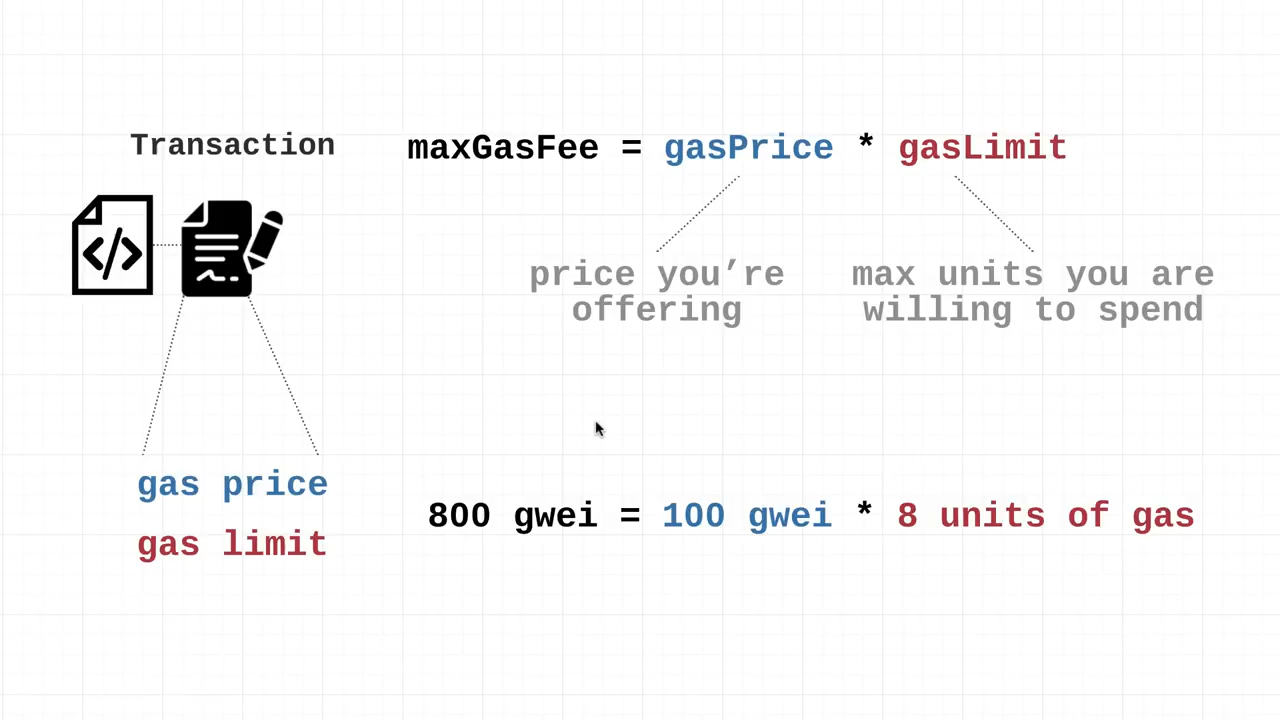 Transaction
maxGasFee = gasPrice * gasLimit
</>
price you’re
offering
max units you are
willing to spend
gas price
gas limit
800 gwei = 100 gwei * 8 units of gas